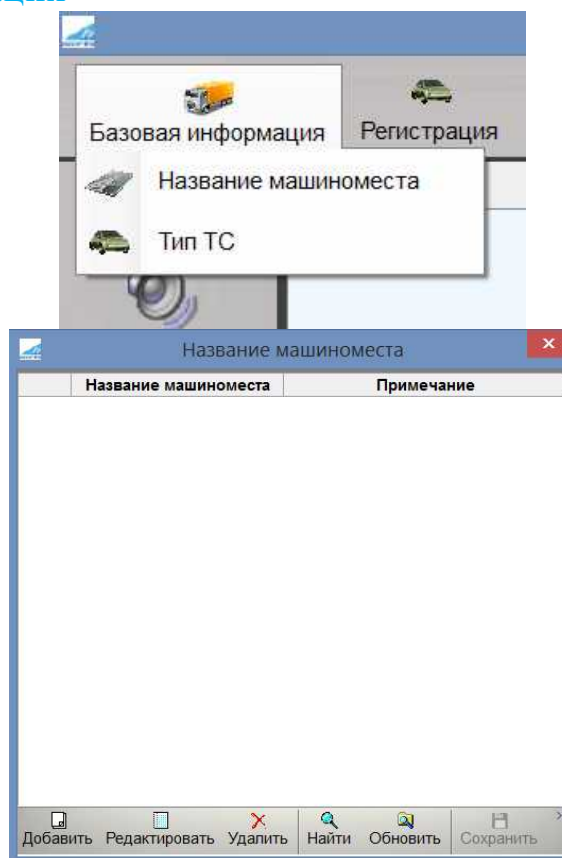 Базовая информация Регистрация
Название машиноместа
Тип ТС
Название машиноместа
Название машиноместа Примечание
Добавить Редактировать Удалить Найти Обновить Сохранить